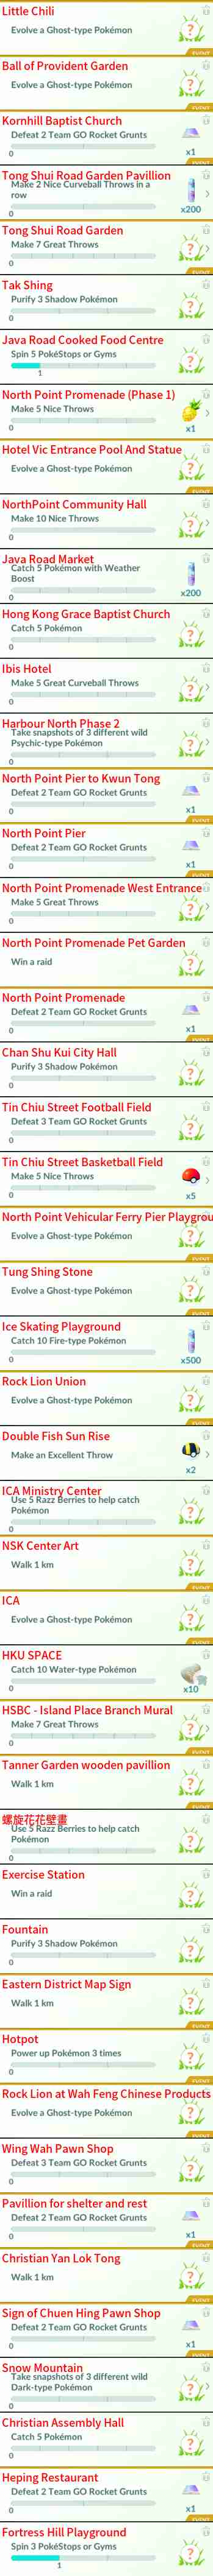 Little Chili
Evolve a Ghost-type Pokémon
EVENT
Ball of Provident Garden
Evolve a Ghost-type Pokémon
EVENT
Kornhill Baptist Church
Defeat 2 Team GO Rocket Grunts
0
x1
EVENT
Tong Shui Road Garden Pavillion
Make 2 Nice Curveball Throws in a
row
0
x200
Tong Shui Road Garden
Make 7 Great Throws
0
Tak Shing
Purify 3 Shadow Pokémon
0
Java Road Cooked Food Centre
Spin 5 PokéStops or Gyms
1
North Point Promenade (Phase 1)
Make 5 Nice Throws
0
x1
Hotel Vic Entrance Pool And Statue
Evolve a Ghost-type Pokémon
EVENT
NorthPoint Community Hall
Make 10 Nice Throws
0
Java Road Market
Catch 5 Pokémon with Weather
Boost
0
x200
Hong Kong Grace Baptist Church
Catch 5 Pokémon
0
Ibis Hotel
Make 5 Great Curveball Throws
0
Harbour North Phase 2
Take snapshots of 3 different wild
Psychic-type Pokémon
0
North Point Pier to Kwun Tong
Defeat 2 Team GO Rocket Grunts
0
x1
EVENT
North Point Pier
Defeat 2 Team GO Rocket Grunts
0
x1
EVENT
North Point Promenade West Entrance
Make 5 Great Throws
0
North Point Promenade Pet Garden
Win a raid
North Point Promenade
Defeat 2 Team GO Rocket Grunts
0
x1
EVENT
Chan Shu Kui City Hall
Purify 3 Shadow Pokémon
0
Tin Chiu Street Football Field
Defeat 3 Team GO Rocket Grunts
0
Tin Chiu Street Basketball Field
Make 5 Nice Throws
0
x5
North Point Vehicular Ferry Pier Playgrou
Evolve a Ghost-type Pokémon
EVENT
Tung Shing Stone
Evolve a Ghost-type Pokémon
EVENT
Ice Skating Playground
Catch 10 Fire-type Pokémon
0
x500
Rock Lion Union
Evolve a Ghost-type Pokémon
EVENT
Double Fish Sun Rise
Make an Excellent Throw
x2
ICA Ministry Center
Use 5 Razz Berries to help catch
Pokémon
0
NSK Center Art
Walk 1 km
EVENT
ICA
Evolve a Ghost-type Pokémon
EVENT
HKU SPACE
Catch 10 Water-type Pokémon
0
x10
HSBC - Island Place Branch Mural
Make 7 Great Throws
0
Tanner Garden wooden pavillion
Walk 1 km
EVENT
螺旋花花壁畫
Use 5 Razz Berries to help catch
Pokémon
0
Exercise Station
Win a raid
Fountain
Purify 3 Shadow Pokémon
0
Eastern District Map Sign
Walk 1 km
EVENT
Hotpot
Power up Pokémon 3 times
0
Rock Lion at Wah Feng Chinese Products
Evolve a Ghost-type Pokémon
EVENT
Wing Wah Pawn Shop
Defeat 3 Team GO Rocket Grunts
0
Pavillion for shelter and rest
Defeat 2 Team GO Rocket Grunts
0
x1
EVENT
Christian Yan Lok Tong
Walk 1 km
EVENT
Sign of Chuen Hing Pawn Shop
Defeat 2 Team GO Rocket Grunts
0
x1
EVENT
Snow Mountain
Take snapshots of 3 different wild
Dark-type Pokémon
0
Christian Assembly Hall
Catch 5 Pokémon
0
Heping Restaurant
Defeat 2 Team GO Rocket Grunts
0
x1
EVENT
Fortress Hill Playground
Spin 3 PokéStops or Gyms
1